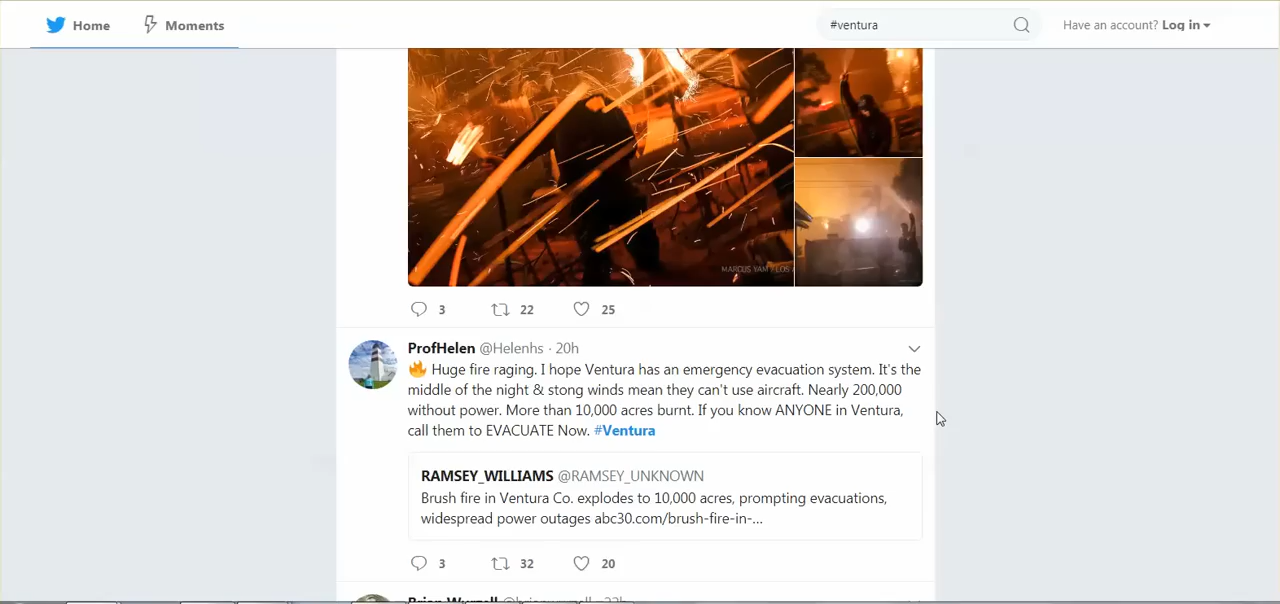 Home Moments #ventura Have an account? Log in
MARCUS YAM / LOS A
3 22 25
ProfHelen @Helenhs · 20h
🔥 Huge fire raging. I hope Ventura has an emergency evacuation system. It's the
middle of the night & stong winds mean they can't use aircraft. Nearly 200,000
without power. More than 10,000 acres burnt. If you know ANYONE in Ventura,
call them to EVACUATE Now. #Ventura
RAMSEY_WILLIAMS @RAMSEY_UNKNOWN
Brush fire in Ventura Co. explodes to 10,000 acres, prompting evacuations,
widespread power outages abc30.com/brush-fire-in-...
3 32 20